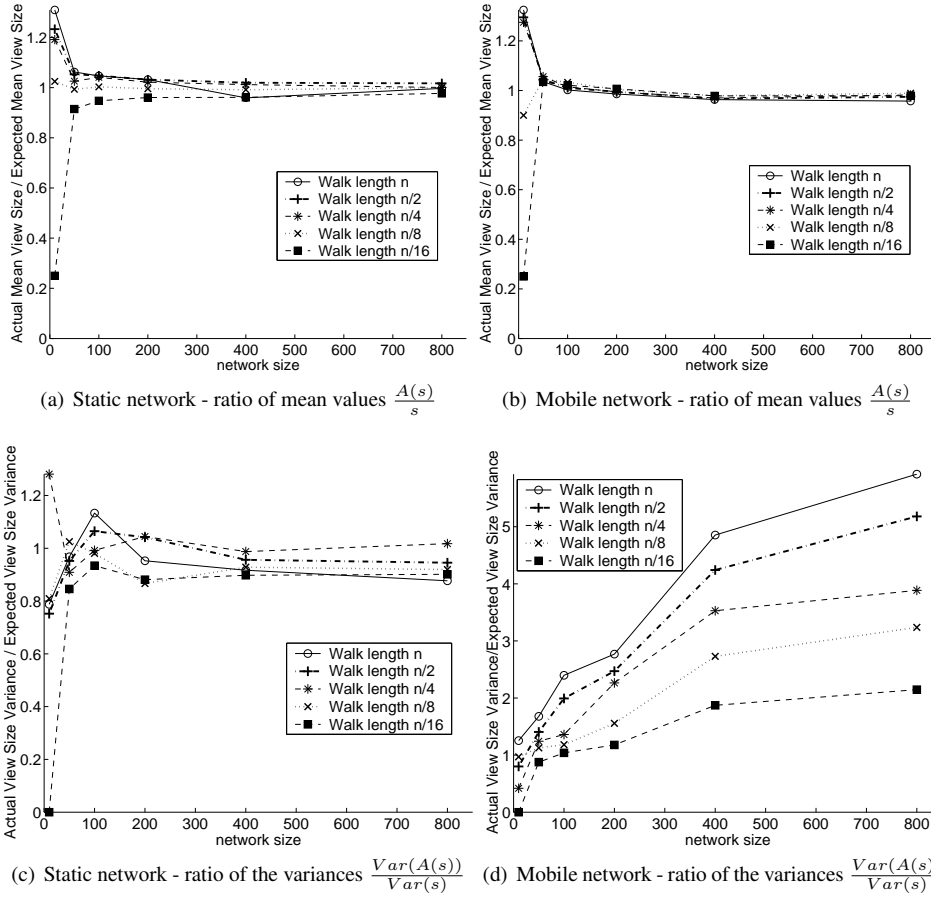 Actual Mean View Size / Expected Mean View Size
1.2
1
0.8
0.6
0.4
0.2
0
Walk length n
Walk length n/2
Walk length n/4
Walk length n/8
Walk length n/16
0 100 200 300 400 500 600 700 800
network size
(a) Static network - ratio of mean values A(s)/s
Actual Mean View Size / Expected Mean View Size
1.2
1
0.8
0.6
0.4
0.2
0
Walk length n
Walk length n/2
Walk length n/4
Walk length n/8
Walk length n/16
0 100 200 300 400 500 600 700 800
network size
(b) Mobile network - ratio of mean values A(s)/s
Actual View Size Variance / Expected View Size Variance
1.2
1
0.8
0.6
0.4
0.2
0
Walk length n
Walk length n/2
Walk length n/4
Walk length n/8
Walk length n/16
0 100 200 300 400 500 600 700 800
network size
(c) Static network - ratio of the variances Var(A(s))/Var(s)
Actual View Size Variance/Expected View Size Variance
5
4
3
2
1
0
Walk length n
Walk length n/2
Walk length n/4
Walk length n/8
Walk length n/16
0 100 200 300 400 500 600 700 800
network size
(d) Mobile network - ratio of the variances Var(A(s)/Var(s)